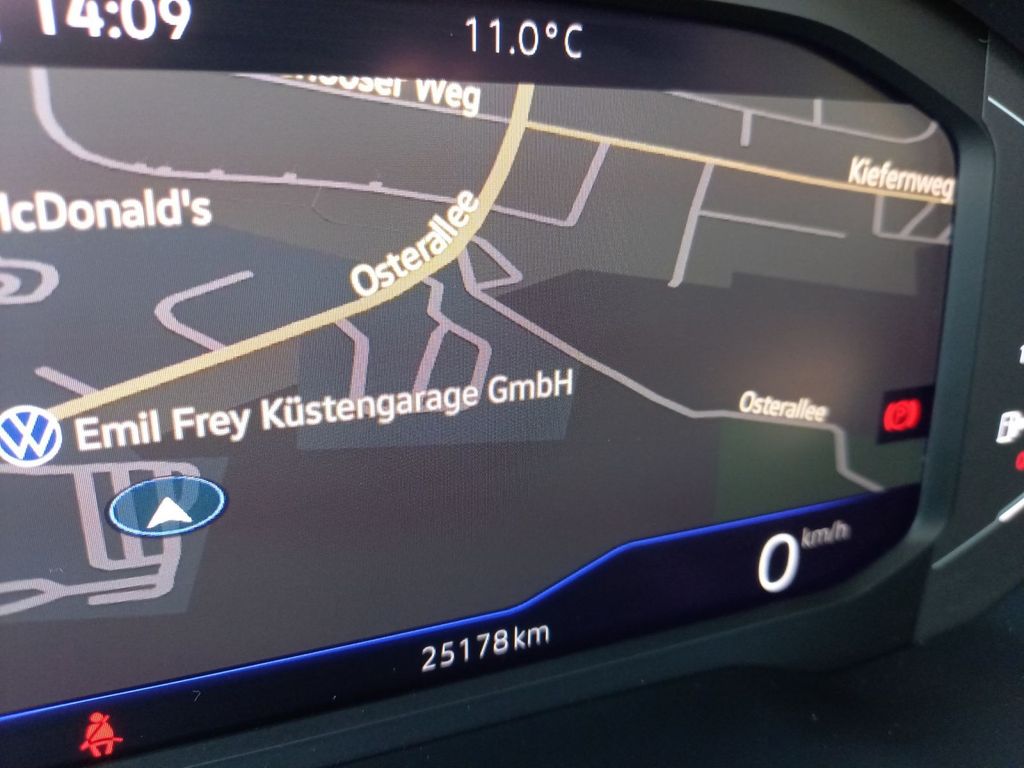 14:09
11.0°C
Weg
Kiefernweg
McDonald's
Osterallee
Osterallee
Emil Frey Küstengarage GmbH
0 km/h
25178 km